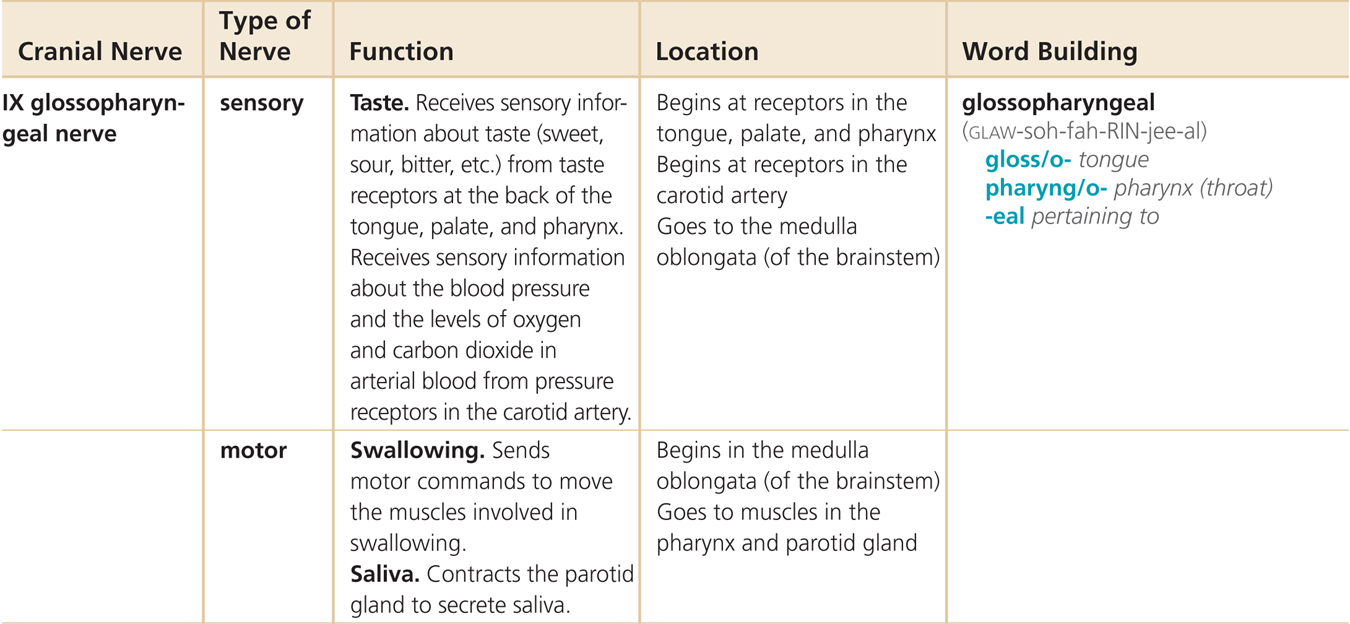 Cranial Nerve
Type of
Nerve
Function
Location
Word Building
IX glossopharyn-
geal nerve
sensory
Taste. Receives sensory infor-
mation about taste (sweet,
sour, bitter, etc.) from taste
receptors at the back of the
tongue, palate, and pharynx.
Receives sensory information
about the blood pressure
and the levels of oxygen
and carbon dioxide in
arterial blood from pressure
receptors in the carotid artery.
Begins at receptors in the
tongue, palate, and pharynx
Begins at receptors in the
carotid artery
Goes to the medulla
oblongata (of the brainstem)
glossopharyngeal
(GLAW-soh-fah-RIN-jee-al)
gloss/o- tongue
pharyng/o- pharynx (throat)
-eal pertaining to
motor
Swallowing. Sends
motor commands to move
the muscles involved in
swallowing.
Saliva. Contracts the parotid
gland to secrete saliva.
Begins in the medulla
oblongata (of the brainstem)
Goes to muscles in the
pharynx and parotid gland